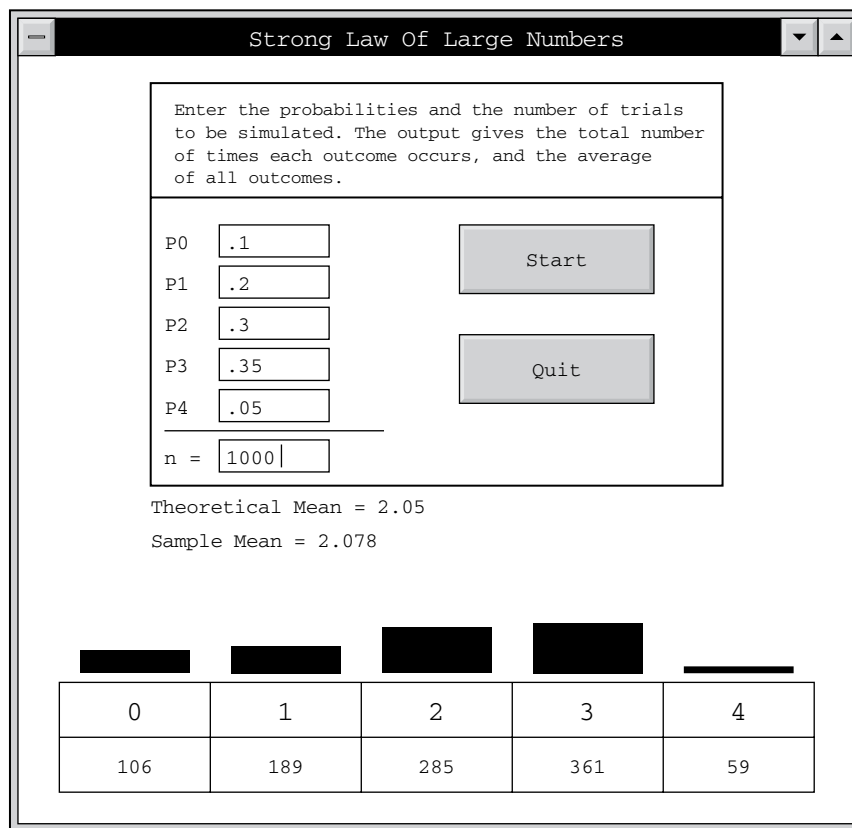 Strong Law Of Large Numbers
Enter the probabilities and the number of trials
to be simulated. The output gives the total number
of times each outcome occurs, and the average
of all outcomes.
P0 .1
P1 .2
P2 .3
P3 .35
P4 .05
n = 1000
Start
Quit
Theoretical Mean = 2.05
Sample Mean = 2.078
0 1 2 3 4
106 189 285 361 59